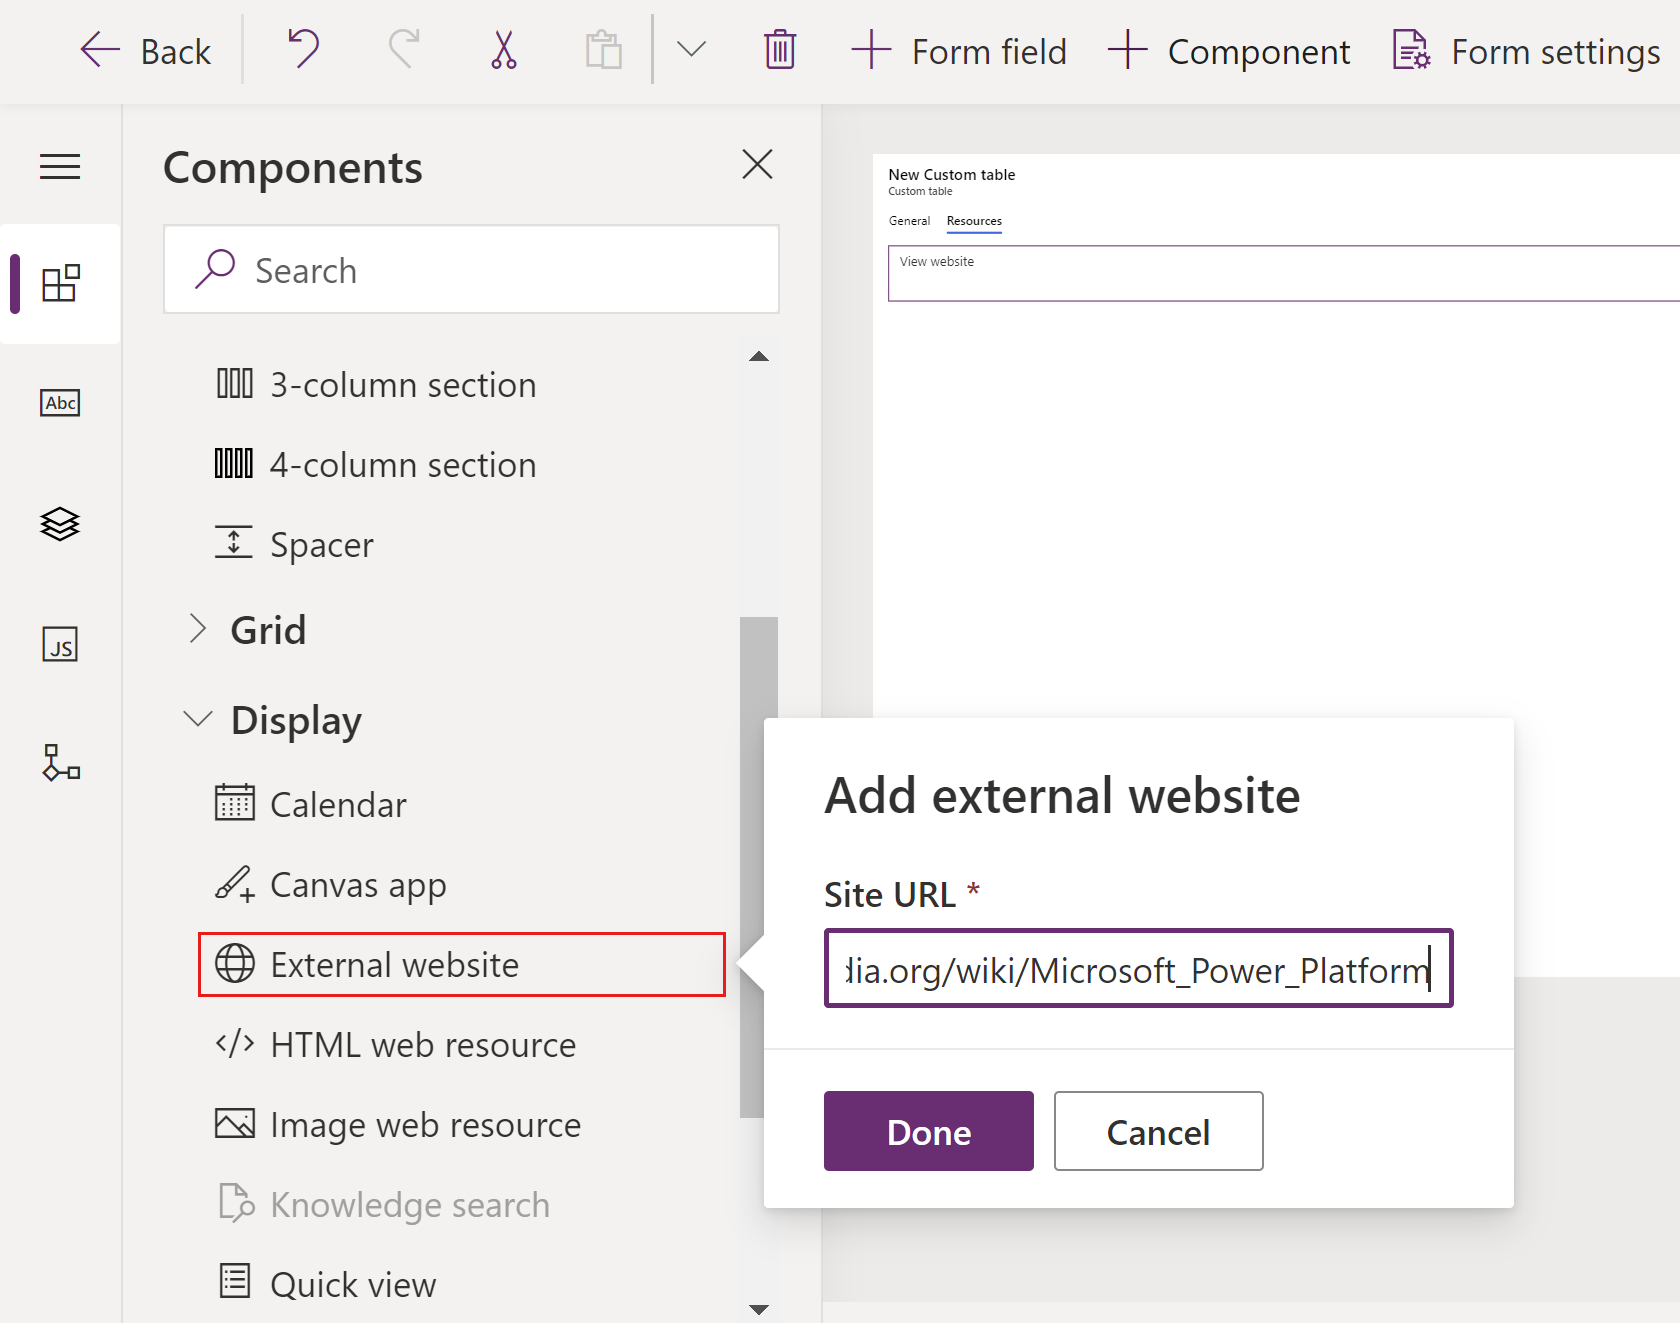 Back
Form field
Component
Form settings
Components
Search
3-column section
4-column section
Spacer
Grid
Display
Calendar
Canvas app
External website
HTML web resource
Image web resource
Knowledge search
Quick view
Abc
JS
New Custom table
Custom table
General Resources
View website
Add external website
Site URL *
dia.org/wiki/Microsoft_Power_Platform
Done
Cancel